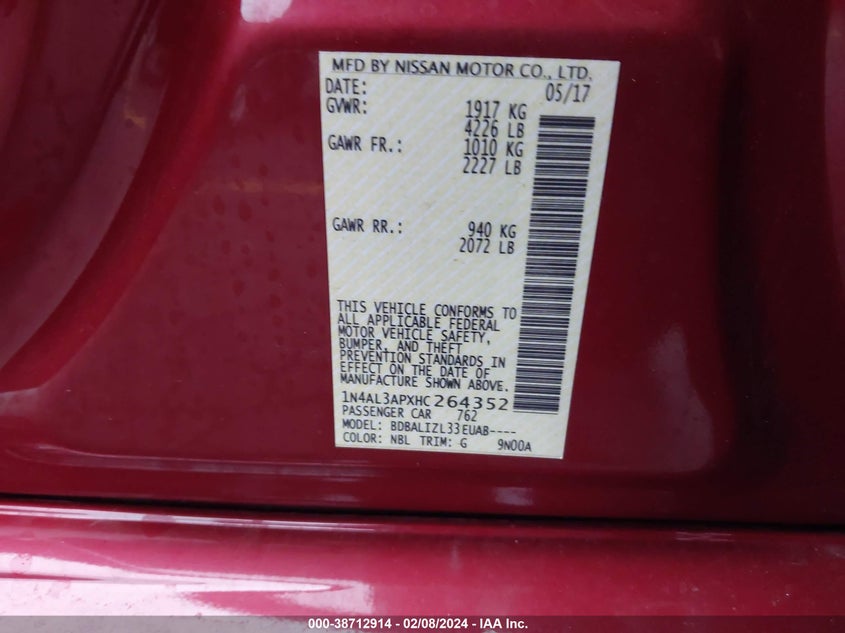 MFD BY NISSAN MOTOR CO., LTD.
DATE: 05/17
GVWR: 1917 KG
4226 LB
GAWR FR.: 1010 KG
2227 LB
GAWR RR.: 940 KG
2072 LB
THIS VEHICLE CONFORMS TO
ALL APPLICABLE FEDERAL
MOTOR VEHICLE SAFETY,
BUMPER, AND THEFT
PREVENTION STANDARDS IN
EFFECT ON THE DATE OF
MANUFACTURE SHOWN ABOVE.
1N4AL3APXHC264352
PASSENGER CAR 762
MODEL: BDBALIZL33EUAB----
COLOR: NBL TRIM: G 9N00A
000-38712914 - 02/08/2024 - IAA Inc.